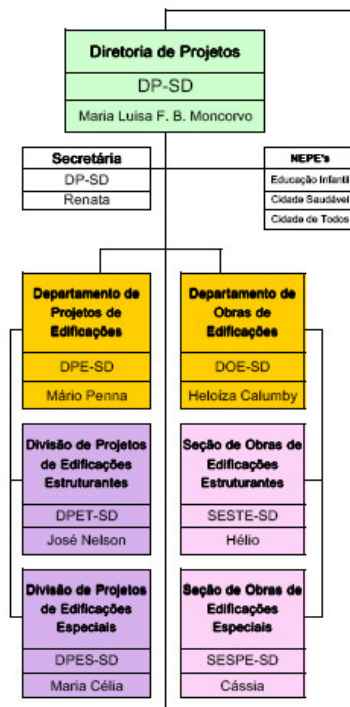 Diretoria de Projetos
DP-SD
Maria Luisa F. B. Moncorvo
Secretária
DP-SD
Renata
NEPE's
Educação Infantil
Cidade Saudável
Cidade de Todos
Departamento de
Projetos de
Edificações
DPE-SD
Mário Penna
Departamento de
Obras de
Edificações
DOE-SD
Heloíza Calumby
Divisão de Projetos
de Edificações
Estruturantes
DPET-SD
José Nelson
Seção de Obras de
Edificações
Estruturantes
SESTE-SD
Hélio
Divisão de Projetos
de Edificações
Especiais
DPES-SD
Maria Célia
Seção de Obras de
Edificações
Especiais
SESPE-SD
Cássia